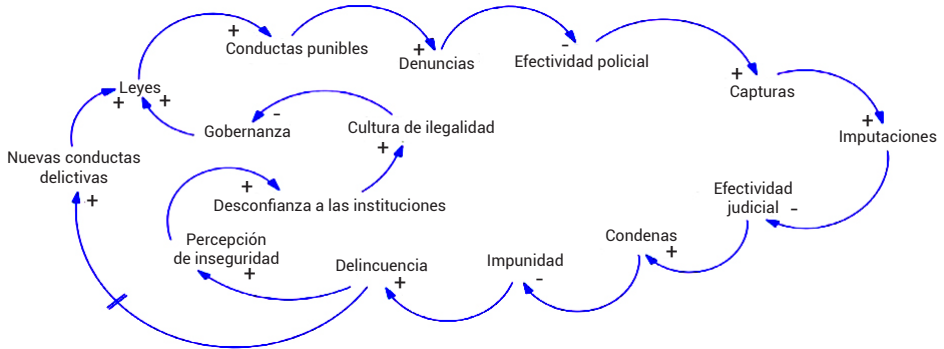 Conductas punibles
Denuncias
Efectividad policial
Capturas
Imputaciones
Efectividad
judicial
Condenas
Impunidad
Delincuencia
Percepción
de inseguridad
Desconfianza a las instituciones
Cultura de ilegalidad
Gobernanza
Leyes
Nuevas conductas
delictivas
+
+
-
+
+
-
+
-
+
+
+
+
-
+
+
+